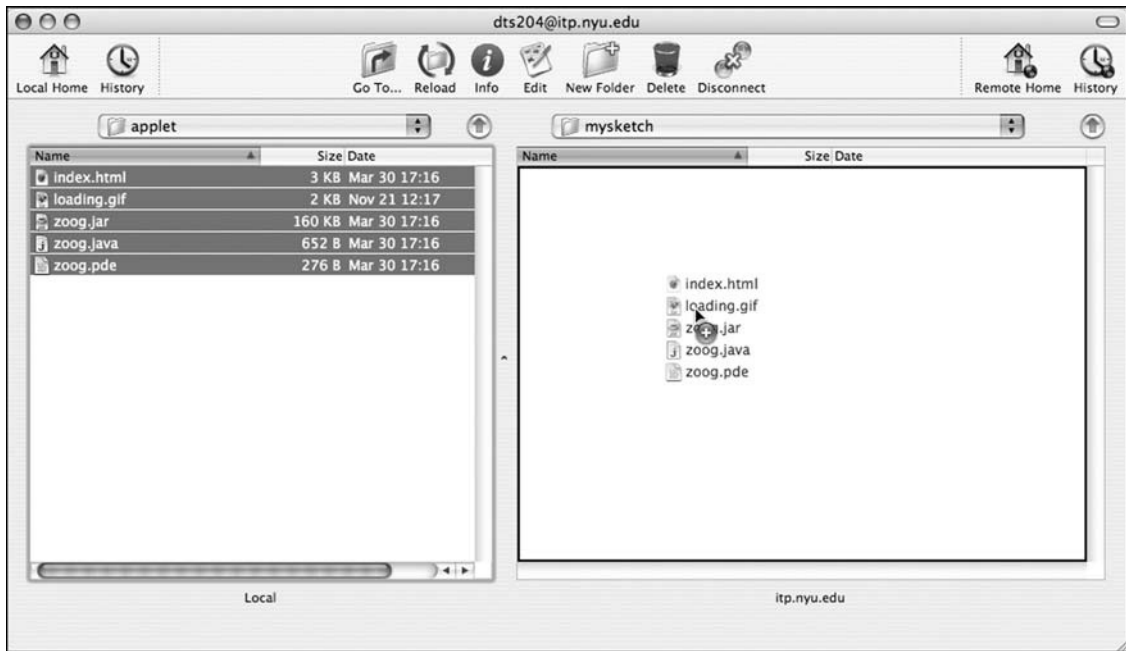 dts204@itp.nyu.edu
Local Home History Go To... Reload Info Edit New Folder Delete Disconnect Remote Home History
applet
Name Size Date
index.html 3 KB Mar 30 17:16
loading.gif 2 KB Nov 21 12:17
zoog.jar 160 KB Mar 30 17:16
zoog.java 652 B Mar 30 17:16
zoog.pde 276 B Mar 30 17:16
Local
mysketch
Name Size Date
index.html
loading.gif
zoog.jar
zoog.java
zoog.pde
itp.nyu.edu